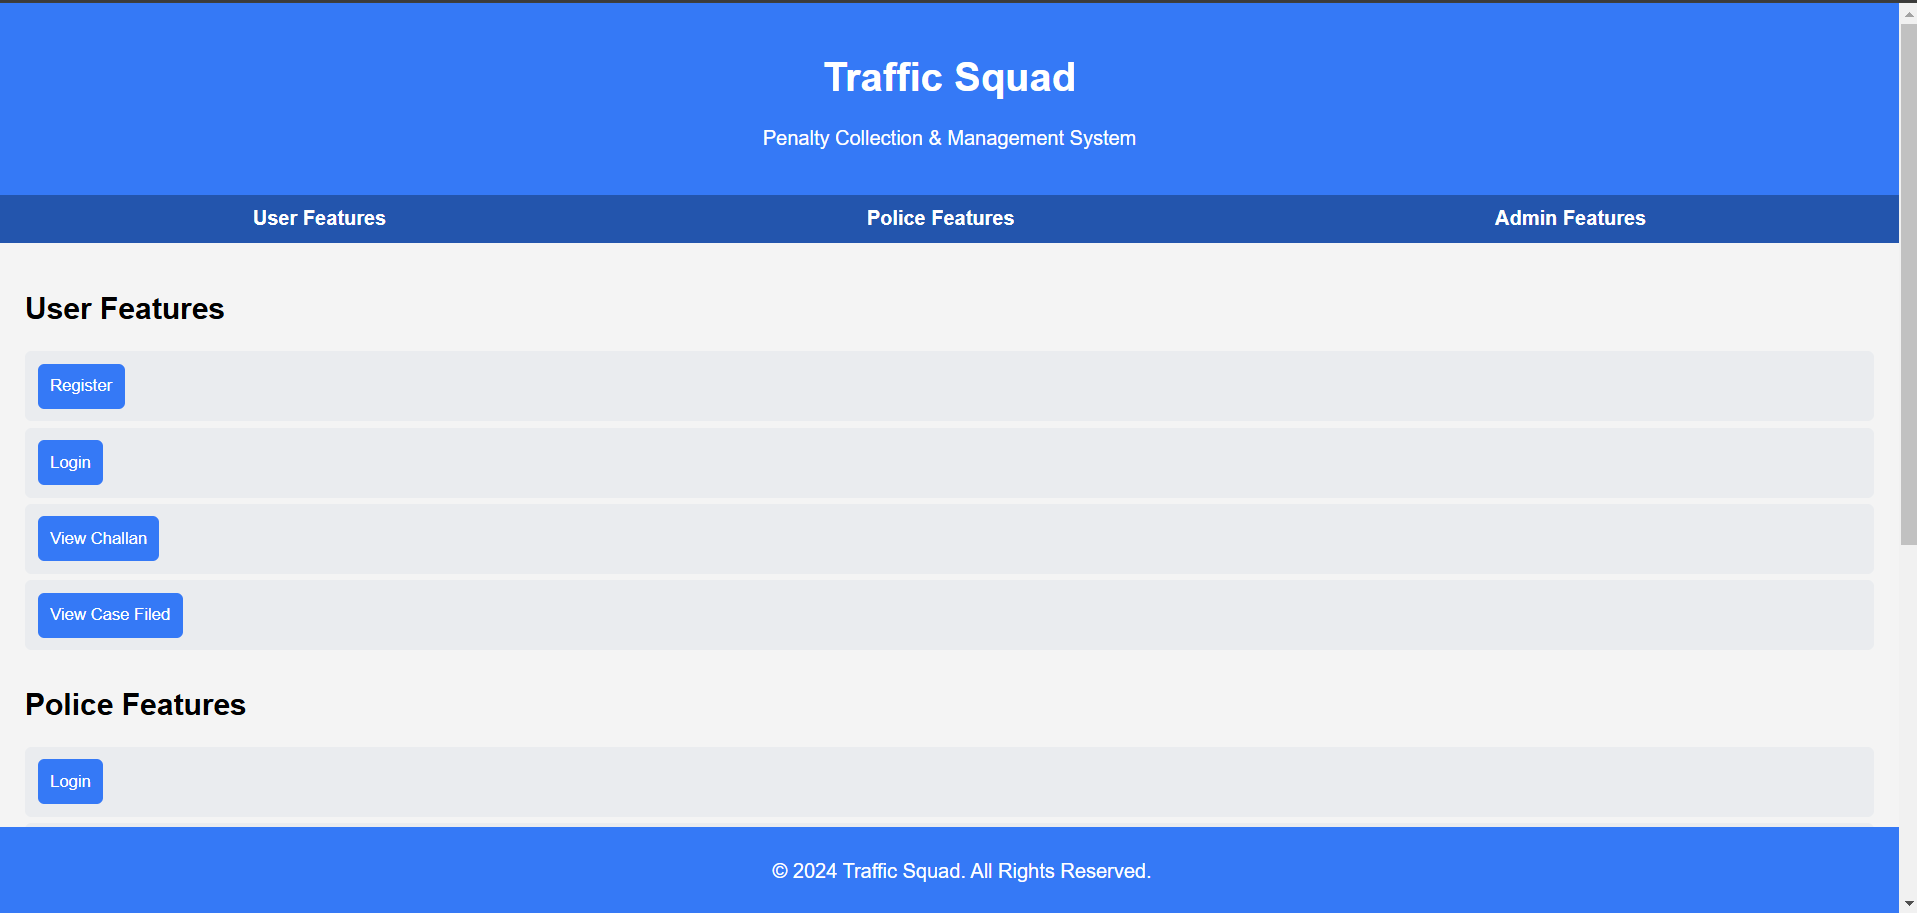 Traffic Squad
Penalty Collection & Management System
User Features
Police Features
Admin Features
User Features
Register
Login
View Challan
View Case Filed
Police Features
Login
© 2024 Traffic Squad. All Rights Reserved.